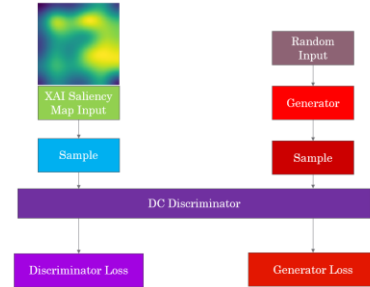 XAI Saliency
Map Input
Random
Input
Generator
Sample
Sample
DC Discriminator
Discriminator Loss
Generator Loss